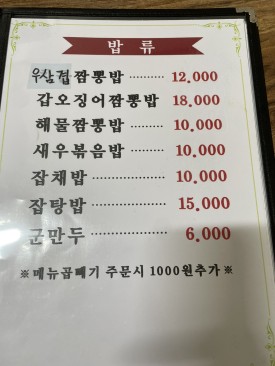 밥류
우삼겹짬뽕밥 ·········· 12.000
갑오징어짬뽕밥 18.000
해물짬뽕밥 ·········· 10.000
새우볶음밥 ·········· 10.000
잡채밥 ···················· 10.000
잡탕밥 ···················· 15.000
군만두 ···················· 6.000
※메뉴곱빼기 주문시 1000원추가※